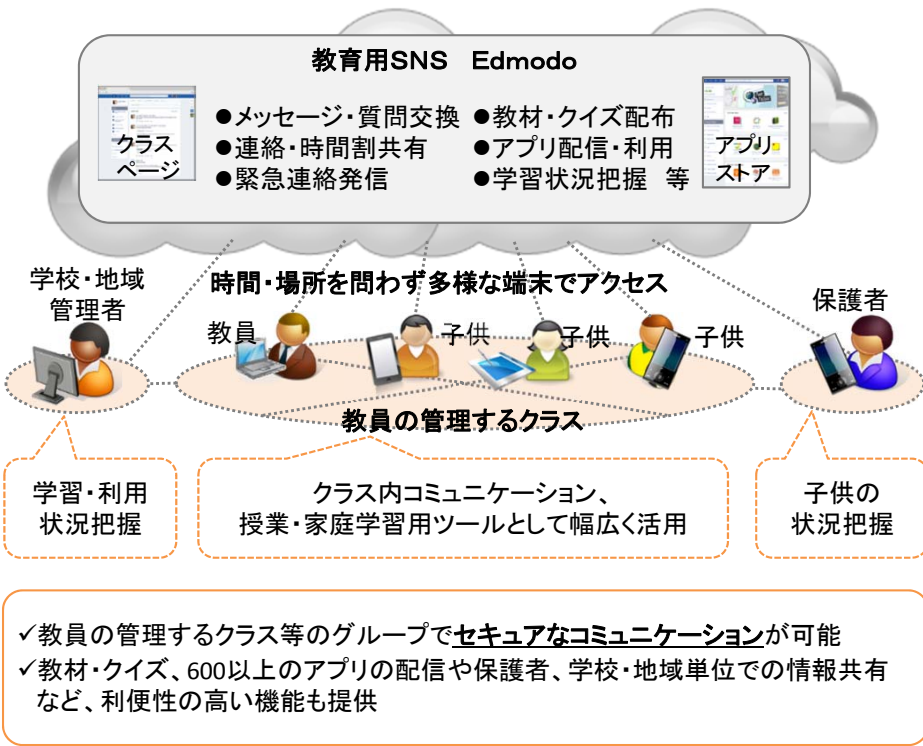 教育用SNS　Edmodo
クラス
ページ
●メッセージ・質問交換
●連絡・時間割共有
●緊急連絡発信
●教材・クイズ配布
●アプリ配信・利用
●学習状況把握　等
アプリ
ストア
時間・場所を問わず多様な端末でアクセス
学校・地域
管理者
教員
子供
子供
子供
保護者
教員の管理するクラス
学習・利用
状況把握
クラス内コミュニケーション、
授業・家庭学習用ツールとして幅広く活用
子供の
状況把握
✓教員の管理するクラス等のグループでセキュアなコミュニケーションが可能
✓教材・クイズ、600以上のアプリの配信や保護者、学校・地域単位での情報共有
など、利便性の高い機能も提供